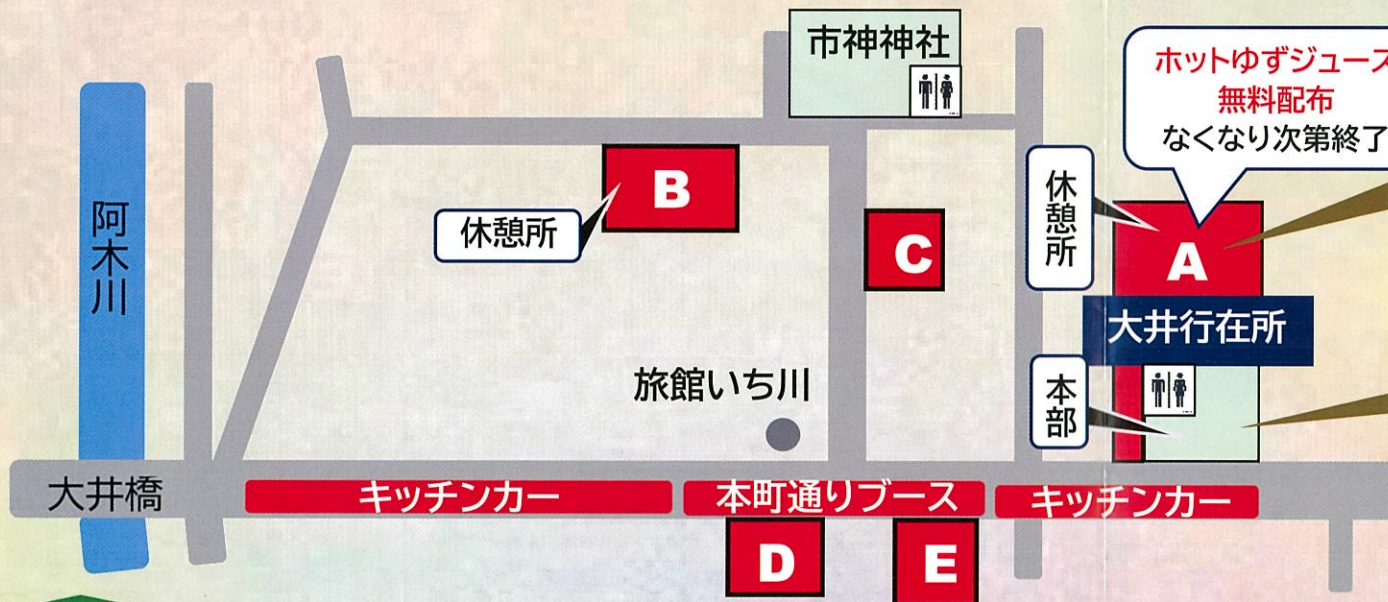 市神神社
ホットゆずジュース
無料配布
なくなり次第終了
阿木川
休憩所
B
C
休憩所
A
大井行在所
旅館いち川
本部
大井橋
キッチンカー
本町通りブース
キッチンカー
D
E